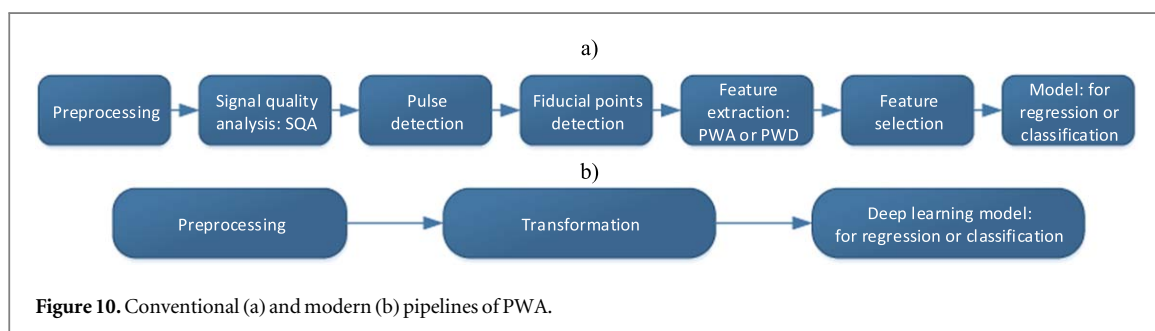 a)
Preprocessing
Signal quality
analysis: SQA
Pulse
detection
Fiducial points
detection
Feature
extraction:
PWA or PWD
Feature
selection
Model: for
regression or
classification
b)
Preprocessing
Transformation
Deep learning model:
for regression or classification
Figure 10. Conventional (a) and modern (b) pipelines of PWA.